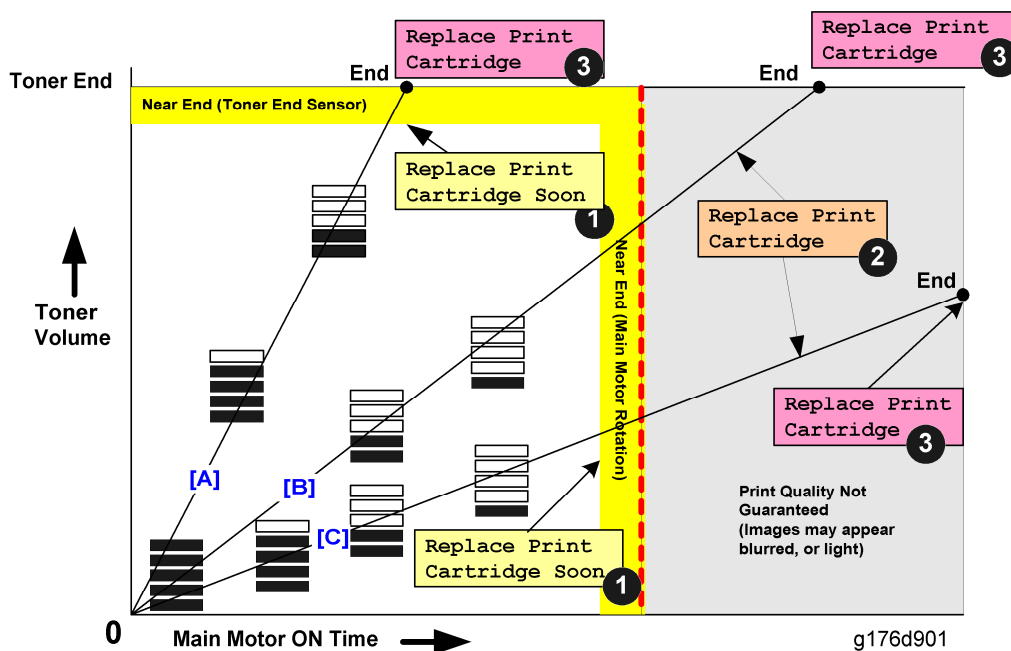 Replace Print
Cartridge
3
Replace Print
Cartridge
3
Toner End
End
End
Near End (Toner End Sensor)
Replace Print
Cartridge Soon
1
Replace Print
Cartridge
2
Near End (Main Motor Rotation)
End
Toner
Volume
Replace Print
Cartridge
3
[A]
[B]
[C]
Print Quality Not
Guaranteed
(Images may appear
blurred, or light)
Replace Print
Cartridge Soon
1
0
Main Motor ON Time
g176d901